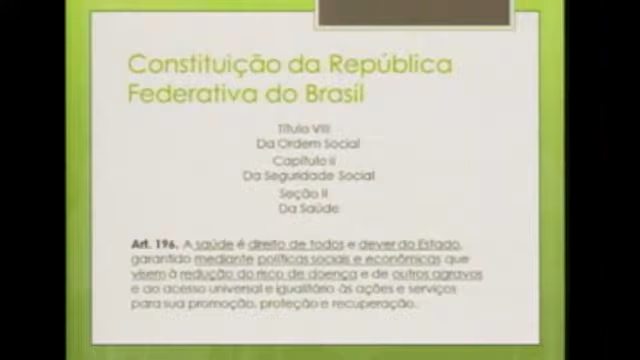 Constituição da República
Federativa do Brasil
Título VIII
Da Ordem Social
Capítulo II
Da Seguridade Social
Seção II
Da Saúde
Art. 196. A saúde é direito de todos e dever do Estado,
garantido mediante políticas sociais e econômicas que
visem à redução do risco de doença e de outros agravos
e ao acesso universal e igualitário às ações e serviços
para sua promoção, proteção e recuperação.